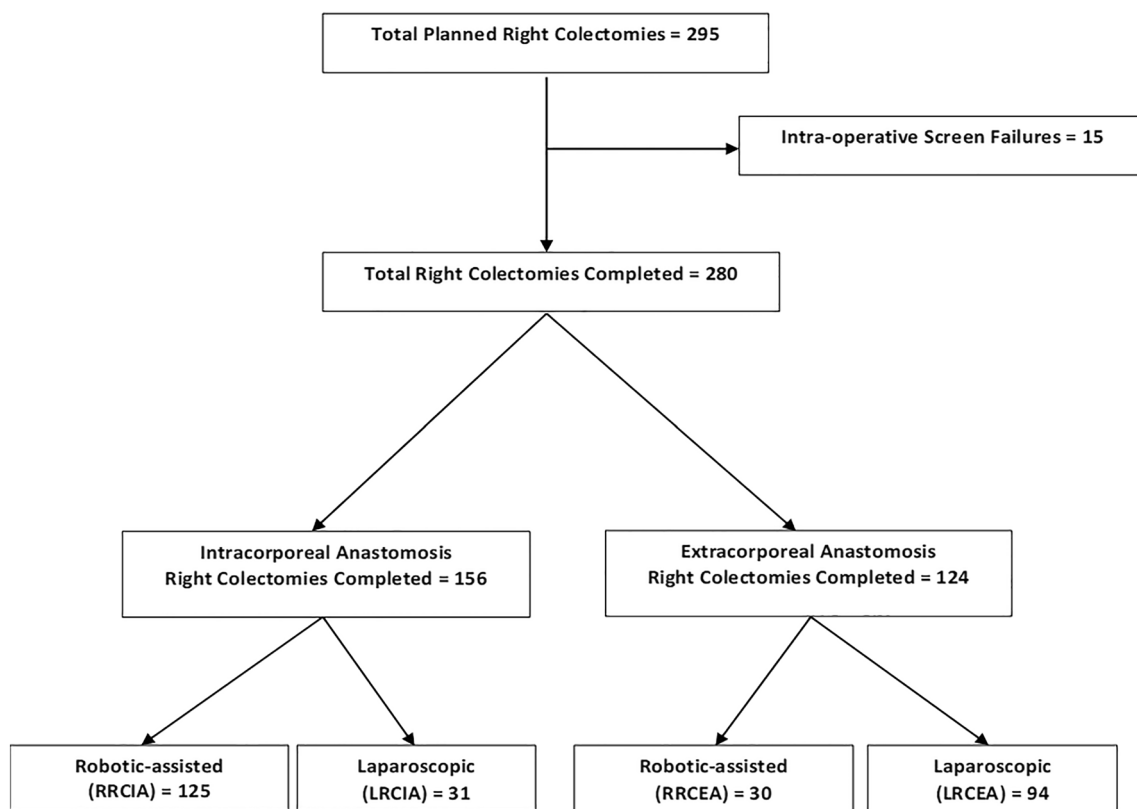 Total Planned Right Colectomies = 295
Intra-operative Screen Failures = 15
Total Right Colectomies Completed = 280
Intracorporeal Anastomosis
Right Colectomies Completed = 156
Extracorporeal Anastomosis
Right Colectomies Completed = 124
Robotic-assisted
(RRCIA) = 125
Laparoscopic
(LRCIA) = 31
Robotic-assisted
(RRCEA) = 30
Laparoscopic
(LRCEA) = 94